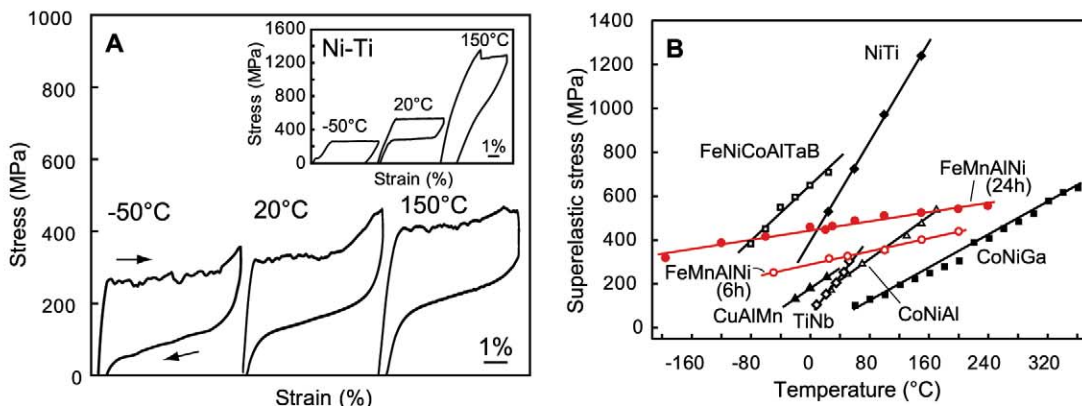 A
Stress (MPa)
1000
800
600
400
200
0
-50°C
20°C
150°C
1%
Strain (%)
Ni-Ti
Stress (MPa)
1600
1200
800
400
0
-50°C
20°C
150°C
1%
Strain (%)
B
Superelastic stress (MPa)
1400
1200
1000
800
600
400
200
0
NiTi
FeNiCoAlTaB
FeMnAlNi
(24h)
FeMnAlNi
(6h)
CoNiGa
CuAlMn
TiNb
CoNiAl
-160
-80
0
80
160
240
320
Temperature (°C)